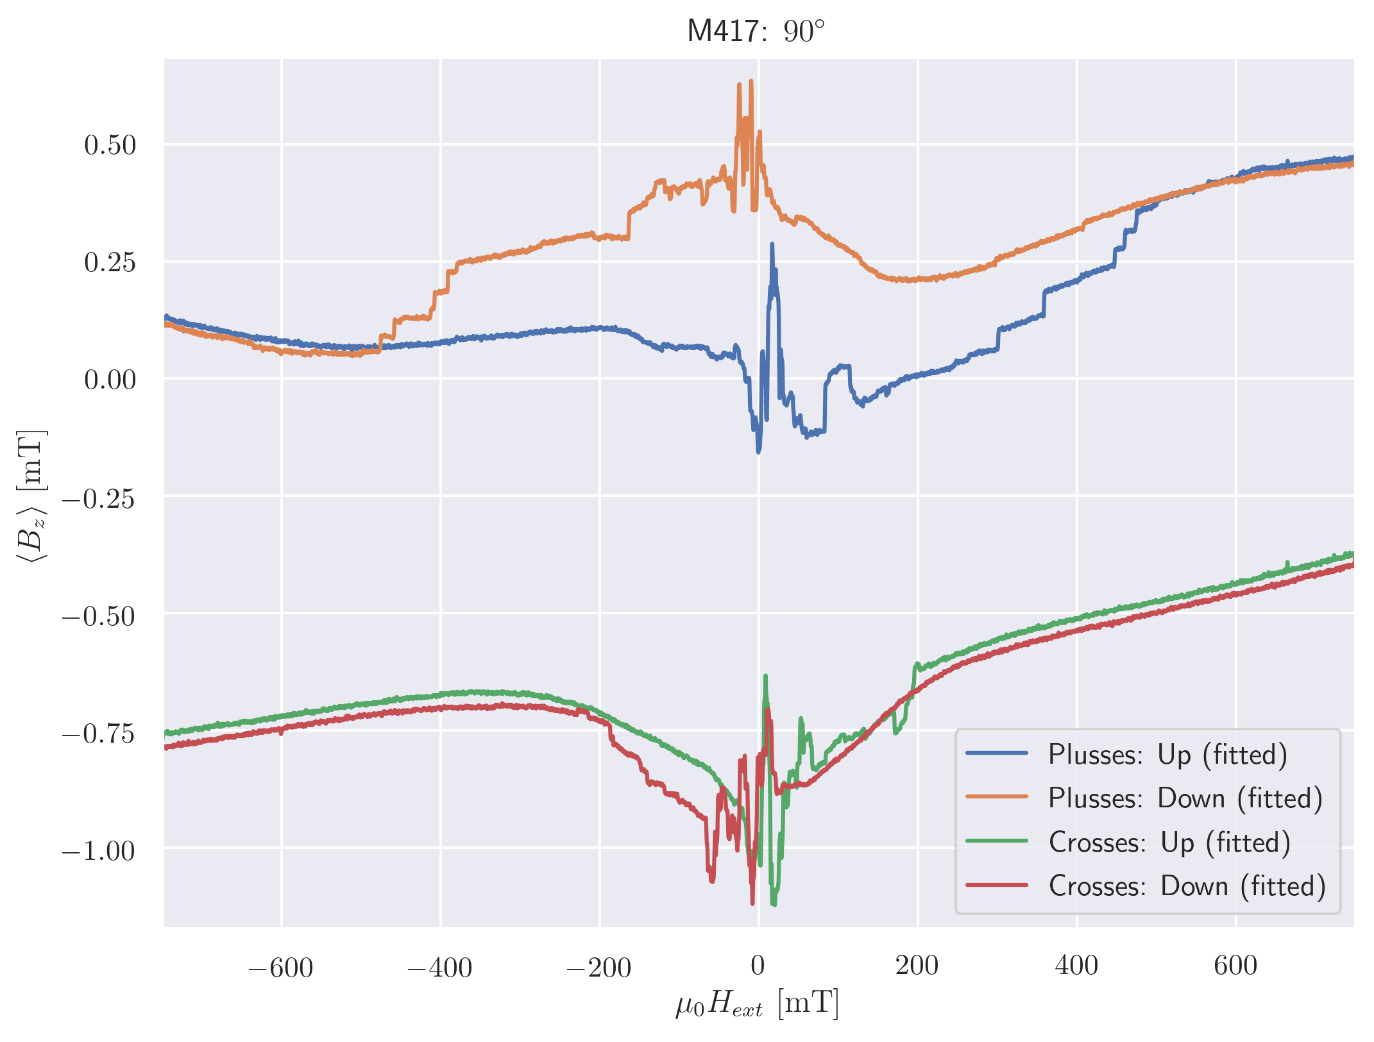 M417: 90°
0.50
0.25
0.00
−0.25
−0.50
−0.75
−1.00
⟨B_z⟩ [mT]
Plusses: Up (fitted)
Plusses: Down (fitted)
Crosses: Up (fitted)
Crosses: Down (fitted)
−600 −400 −200 0 200 400 600
μ₀H_ext [mT]